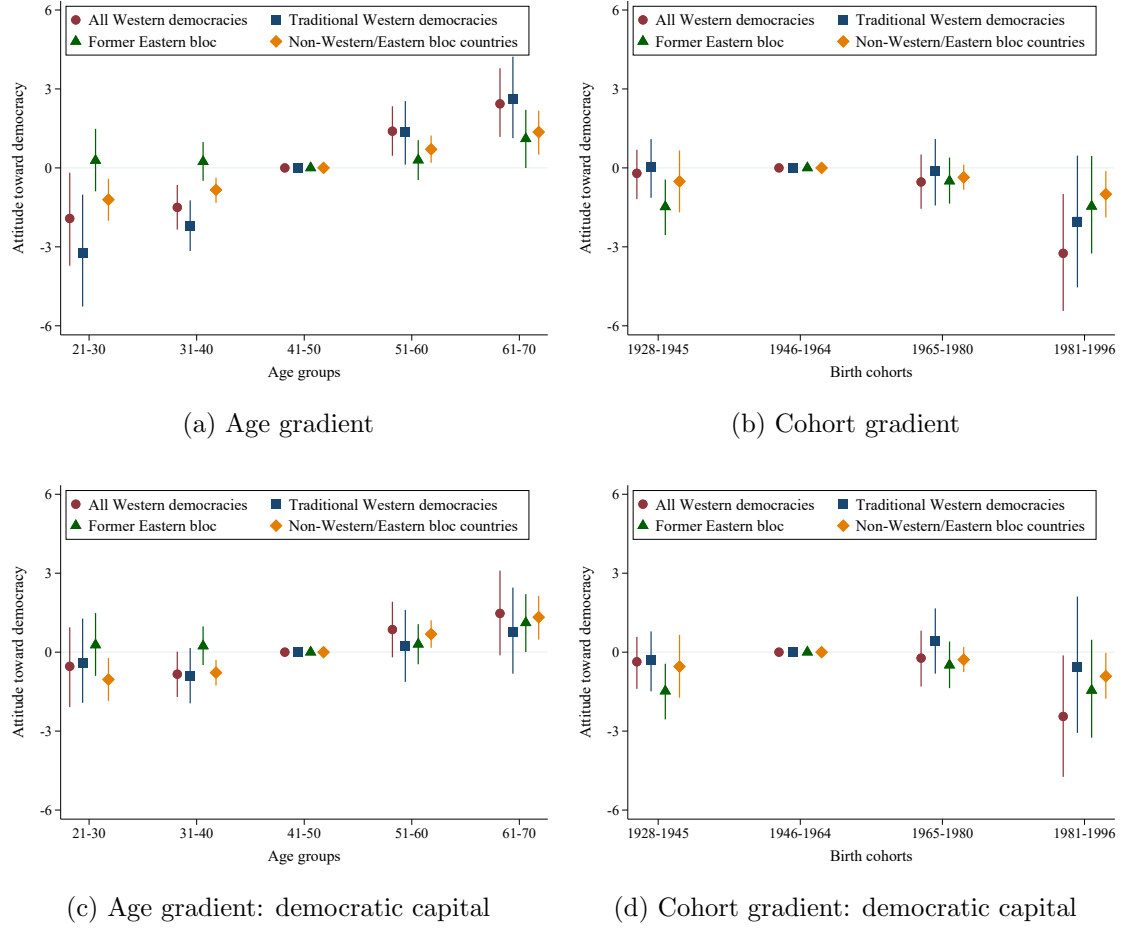 All Western democracies Traditional Western democracies
Former Eastern bloc Non-Western/Eastern bloc countries
Attitude toward democracy
6
3
0
-3
-6
21-30 31-40 41-50 51-60 61-70
Age groups
(a) Age gradient
All Western democracies Traditional Western democracies
Former Eastern bloc Non-Western/Eastern bloc countries
Attitude toward democracy
6
3
0
-3
-6
1928-1945 1946-1964 1965-1980 1981-1996
Birth cohorts
(b) Cohort gradient
All Western democracies Traditional Western democracies
Former Eastern bloc Non-Western/Eastern bloc countries
Attitude toward democracy
6
3
0
-3
-6
21-30 31-40 41-50 51-60 61-70
Age groups
(c) Age gradient: democratic capital
All Western democracies Traditional Western democracies
Former Eastern bloc Non-Western/Eastern bloc countries
Attitude toward democracy
6
3
0
-3
-6
1928-1945 1946-1964 1965-1980 1981-1996
Birth cohorts
(d) Cohort gradient: democratic capital